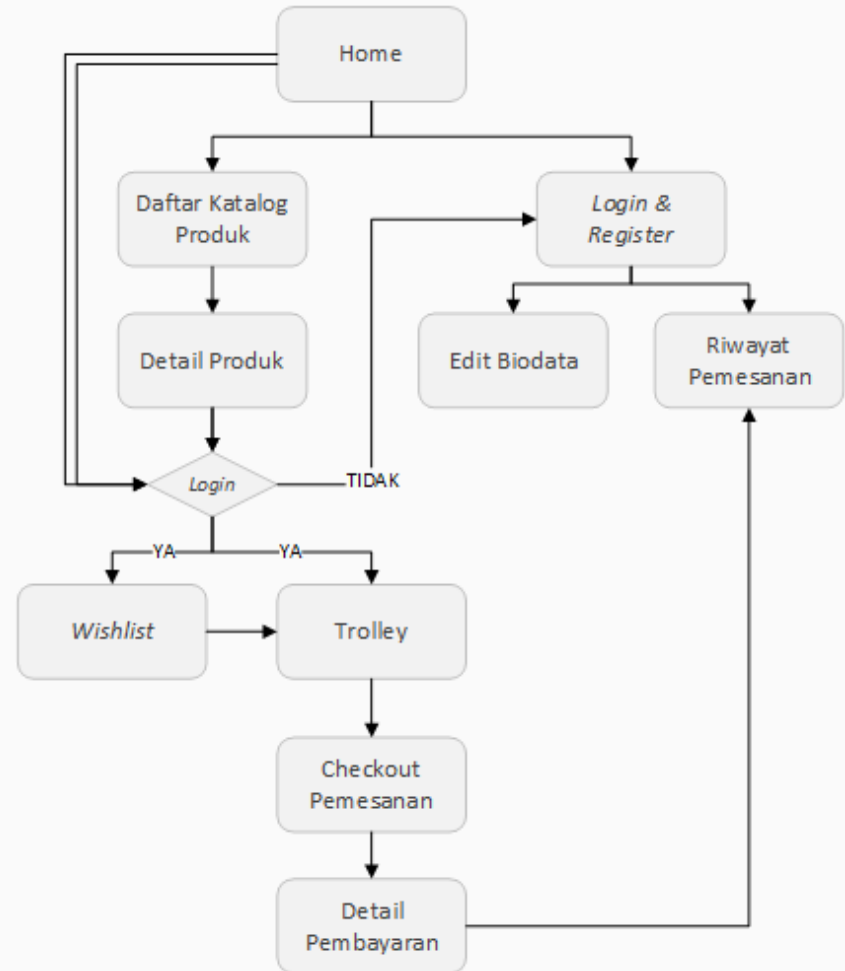 Home
Daftar Katalog
Produk
Login &
Register
Detail Produk
Edit Biodata
Riwayat
Pemesanan
Login
TIDAK
YA
YA
Wishlist
Trolley
Checkout
Pemesanan
Detail
Pembayaran